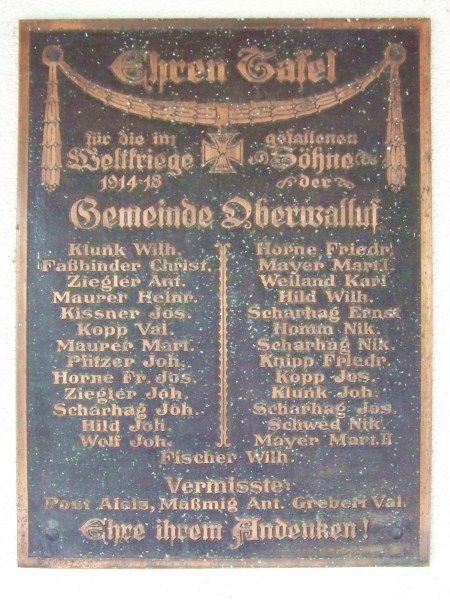 Ehren Tafel
für die im gefallenen
Weltkriege Söhne
1914-18 der
Gemeinde Oberwalluf
Klunk Wilh.
Faßbinder Christ.
Ziegler Ant.
Maurer Heinr.
Kissner Jos.
Kopp Val.
Maurer Mart.
Pfitzer Joh.
Horne Fr. Jos.
Ziegler Joh.
Scharhag Joh.
Hild Joh.
Wolf Joh.
Horne Friedr.
Mayer Mart. I.
Weiland Karl
Hild Wilh.
Scharhag Ernst
Homm Nik.
Scharhag Nik.
Knipp Friedr.
Kopp Jos.
Klunk Joh.
Scharhag Jos.
Schwed Nik.
Mayer Mart. II.
Fischer Wilh.
Vermisste:
Post Alois, Maßmig Ant. Grebert Val.
Ehre ihrem Andenken!